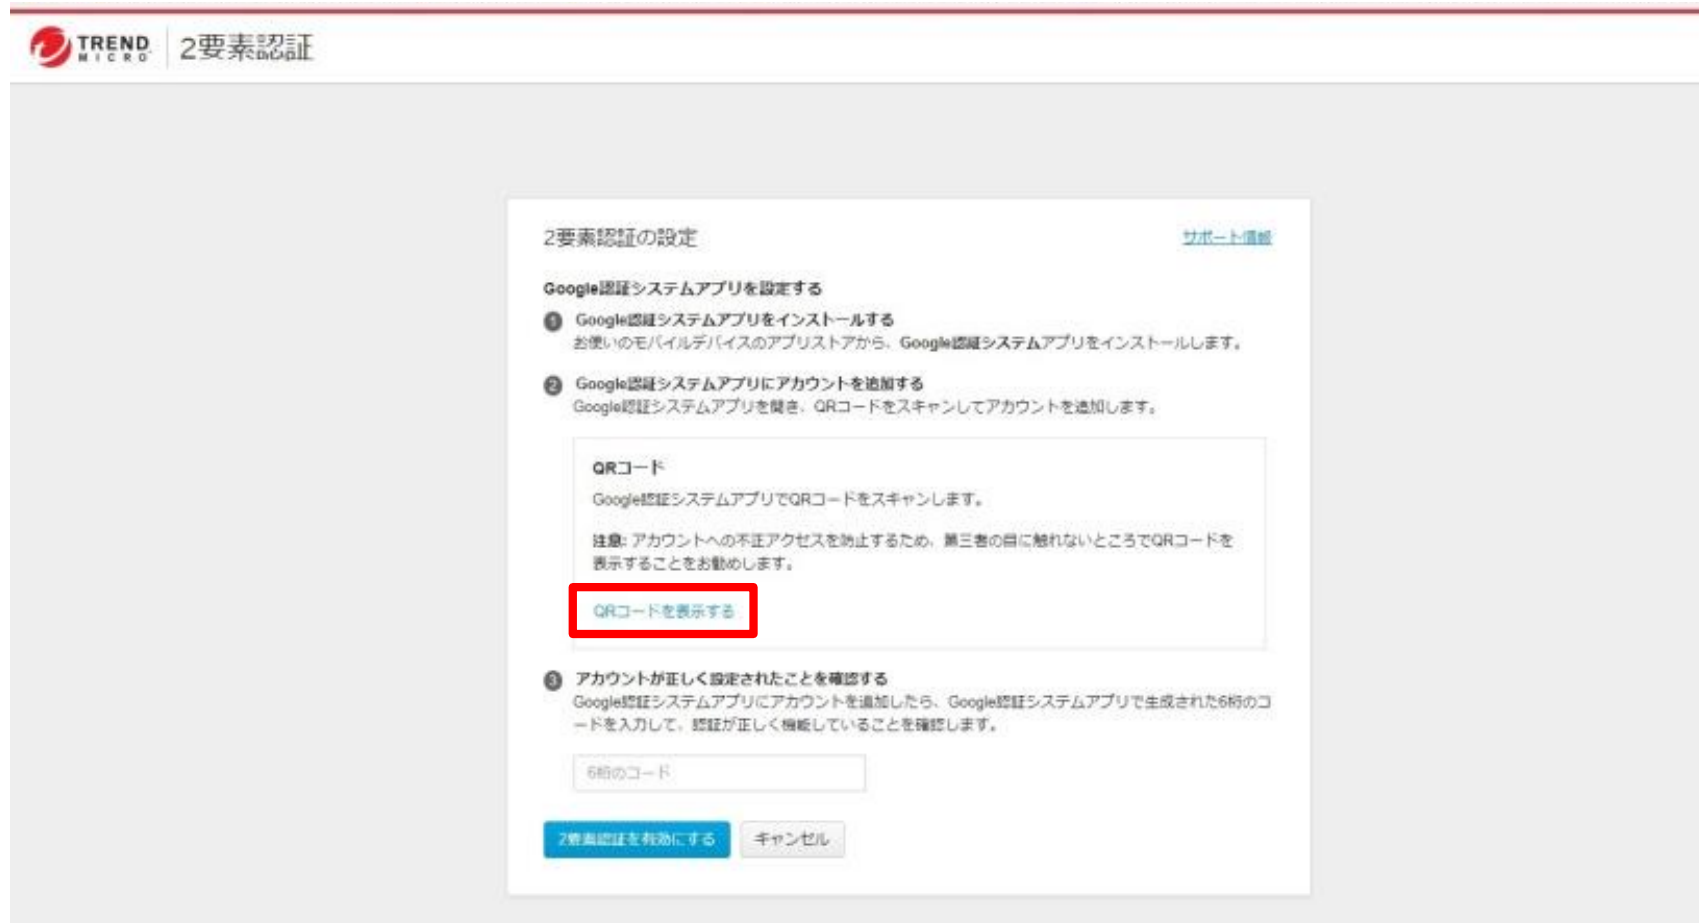 TREND MICRO 2要素認証
2要素認証の設定
サポート情報
Google認証システムアプリを設定する
1 Google認証システムアプリをインストールする
お使いのモバイルデバイスのアプリストアから、Google認証システムアプリをインストールします。
2 Google認証システムアプリにアカウントを追加する
Google認証システムアプリを開き、QRコードをスキャンしてアカウントを追加します。
QRコード
Google認証システムアプリでQRコードをスキャンします。
注意: アカウントへの不正アクセスを防止するため、第三者の目に触れないところでQRコードを
表示することをお勧めします。
QRコードを表示する
3 アカウントが正しく設定されたことを確認する
Google認証システムアプリにアカウントを追加したら、Google認証システムアプリで生成された6桁のコ
ードを入力して、認証が正しく機能していることを確認します。
6桁のコード
2要素認証を有効にする
キャンセル